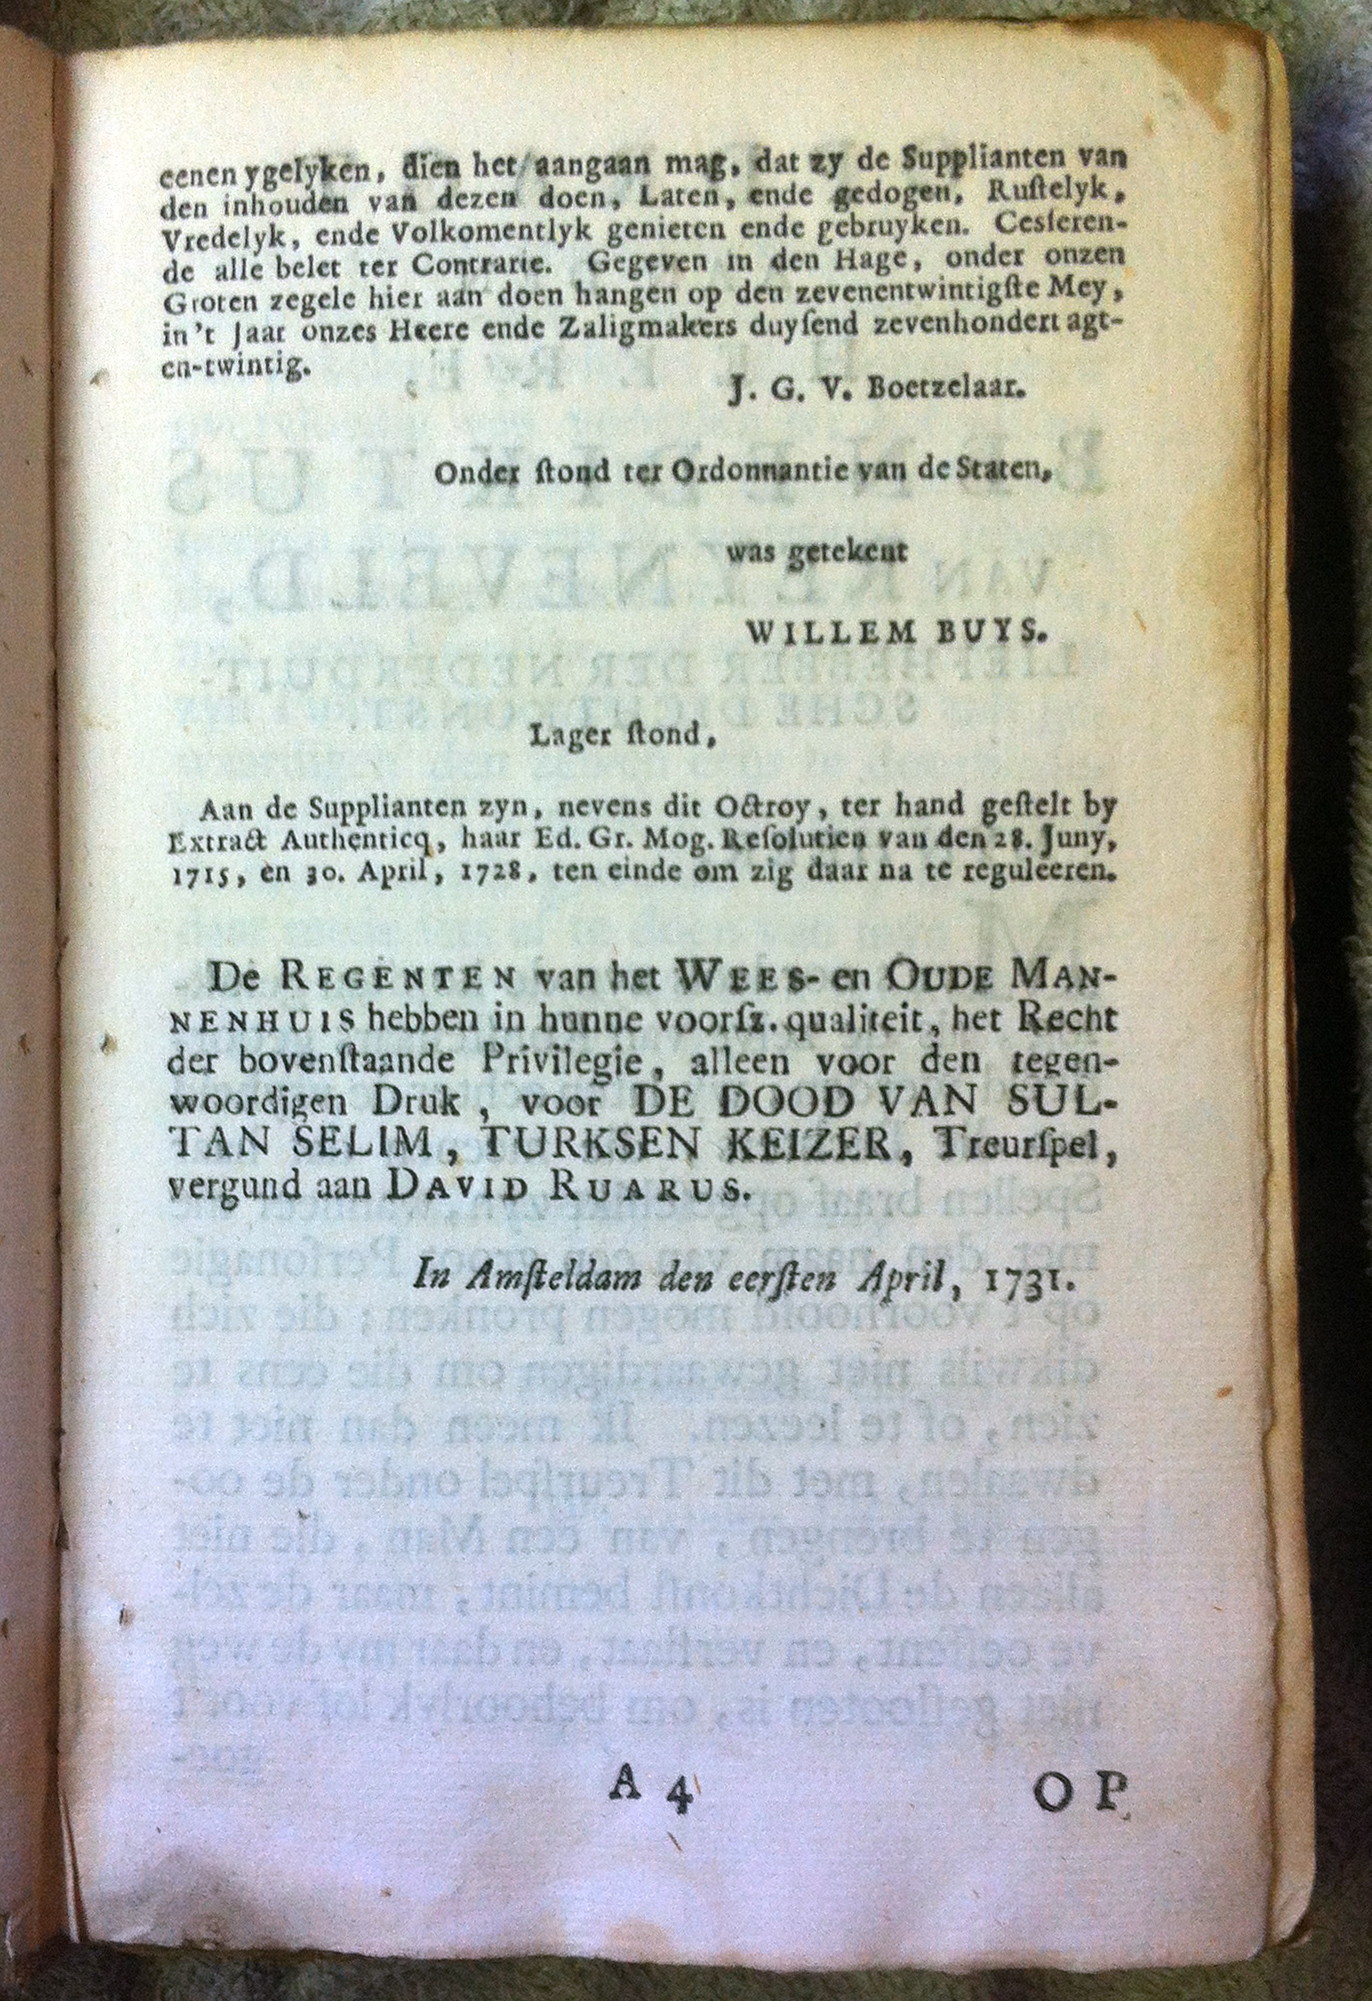 eenen ygelyken, dien het aangaan mag, dat zy de Supplianten van
den inhouden van dezen doen, Laten, ende gedogen, Ruſtelyk,
Vredelyk, ende Volkomentlyk genieten ende gebruyken. Cesſeren-
de alle belet ter Contrarie. Gegeven in den Hage, onder onzen
Groten zegele hier aan doen hangen op den zevenentwintigſte Mey,
in 't Jaar onzes Heere ende Zaligmakers duyſend zevenhondert agt-
en-twintig.
J. G. V. Boetzelaar.
Onder ſtond ter Ordonnantie van de Staten,
was getekent
WILLEM BUYS.
Lager ſtond,
Aan de Supplianten zyn, nevens dit Octroy, ter hand geſtelt by
Extract Authenticq, haar Ed. Gr. Mog. Reſolutien van den 28. Juny,
1715, en 30. April, 1728, ten einde om zig daar na te reguleeren.
De REGENTEN van het WEES- en OUDE MAN-
NENHUIS hebben in hunne voorſz. qualiteit, het Recht
der bovenſtaande Privilegie, alleen voor den tegen-
woordigen Druk, voor DE DOOD VAN SUL-
TAN SELIM, TURKSEN KEIZER, Treurſpel,
vergund aan DAVID RUARUS.
In Amſteldam den eerſten April, 1731.
A 4 OP